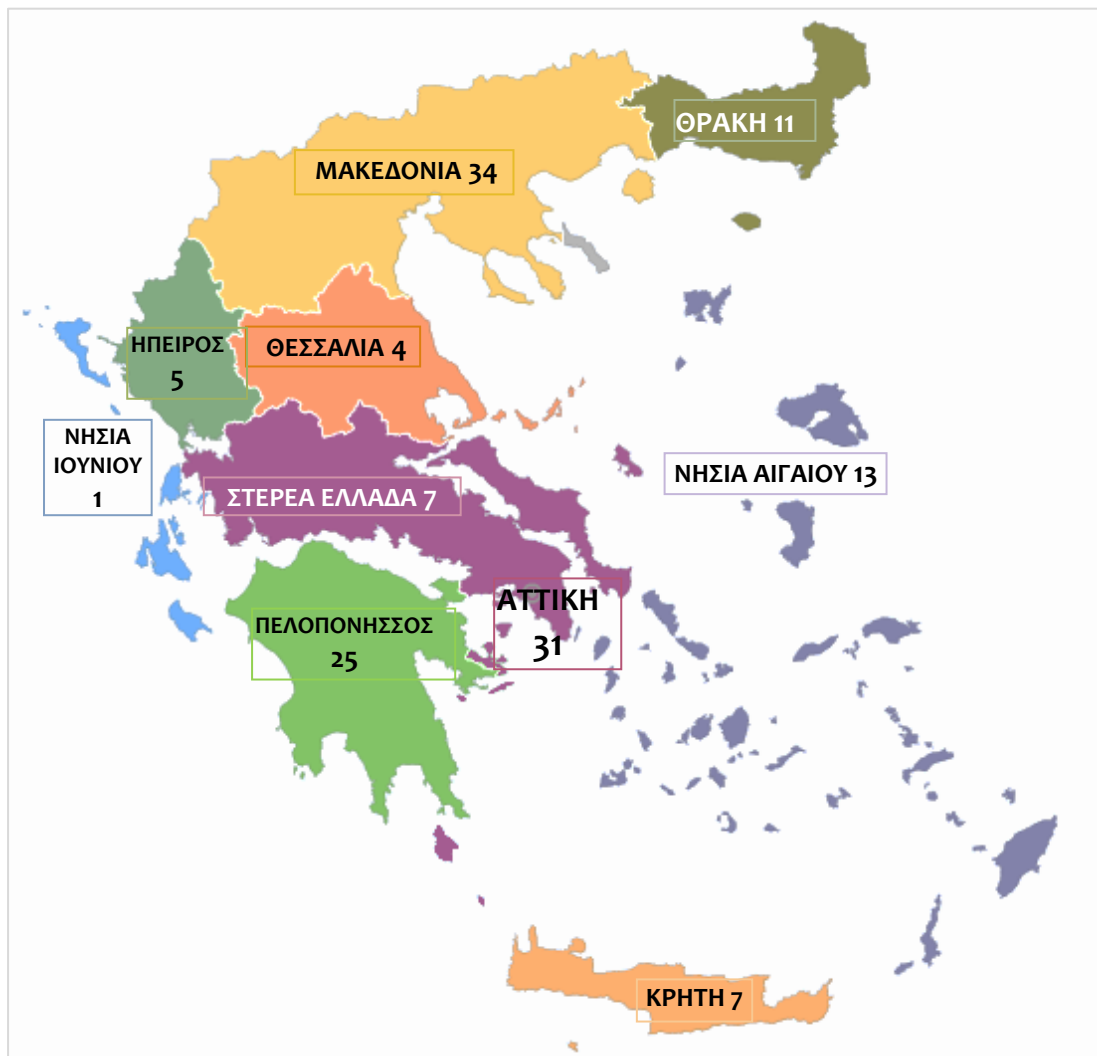 ΘΡΑΚΗ 11
ΜΑΚΕΔΟΝΙΑ 34
ΗΠΕΙΡΟΣ
5
ΘΕΣΣΑΛΙΑ 4
ΝΗΣΙΑ
ΙΟΥΝΙΟΥ
1
ΣΤΕΡΕΑ ΕΛΛΑΔΑ 7
ΝΗΣΙΑ ΑΙΓΑΙΟΥ 13
ΑΤΤΙΚΗ
31
ΠΕΛΟΠΟΝΗΣΣΟΣ
25
ΚΡΗΤΗ 7